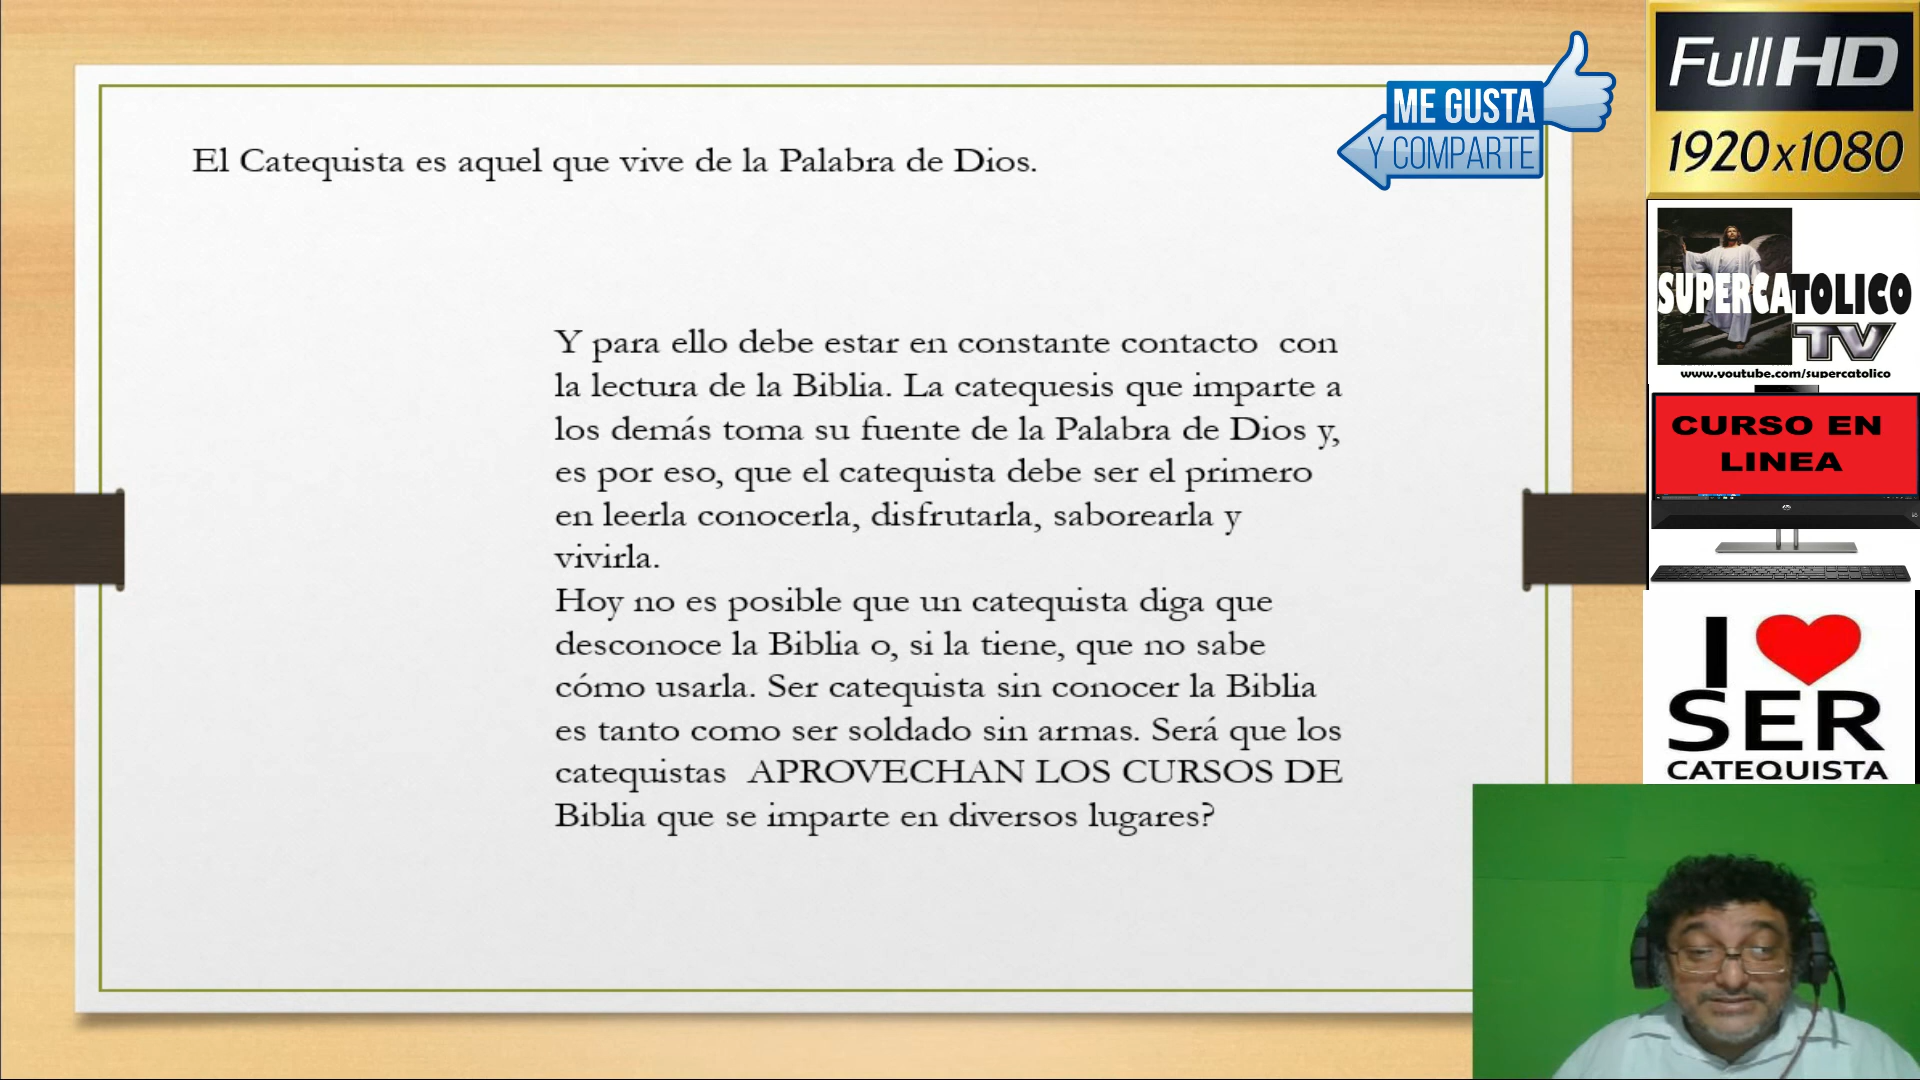 El Catequista es aquel que vive de la Palabra de Dios.
ME GUSTA
Y COMPARTE
Y para ello debe estar en constante contacto  con
la lectura de la Biblia. La catequesis que imparte a
los demás toma su fuente de la Palabra de Dios y,
es por eso, que el catequista debe ser el primero
en leerla conocerla, disfrutarla, saborearla y
vivirla.
Hoy no es posible que un catequista diga que
desconoce la Biblia o, si la tiene, que no sabe
cómo usarla. Ser catequista sin conocer la Biblia
es tanto como ser soldado sin armas. Será que los
catequistas  APROVECHAN LOS CURSOS DE
Biblia que se imparte en diversos lugares?
Full HD
1920x1080
SUPERCATOLICO
TV
www.youtube.com/supercatolico
CURSO EN
LINEA
hp
I
SER
CATEQUISTA